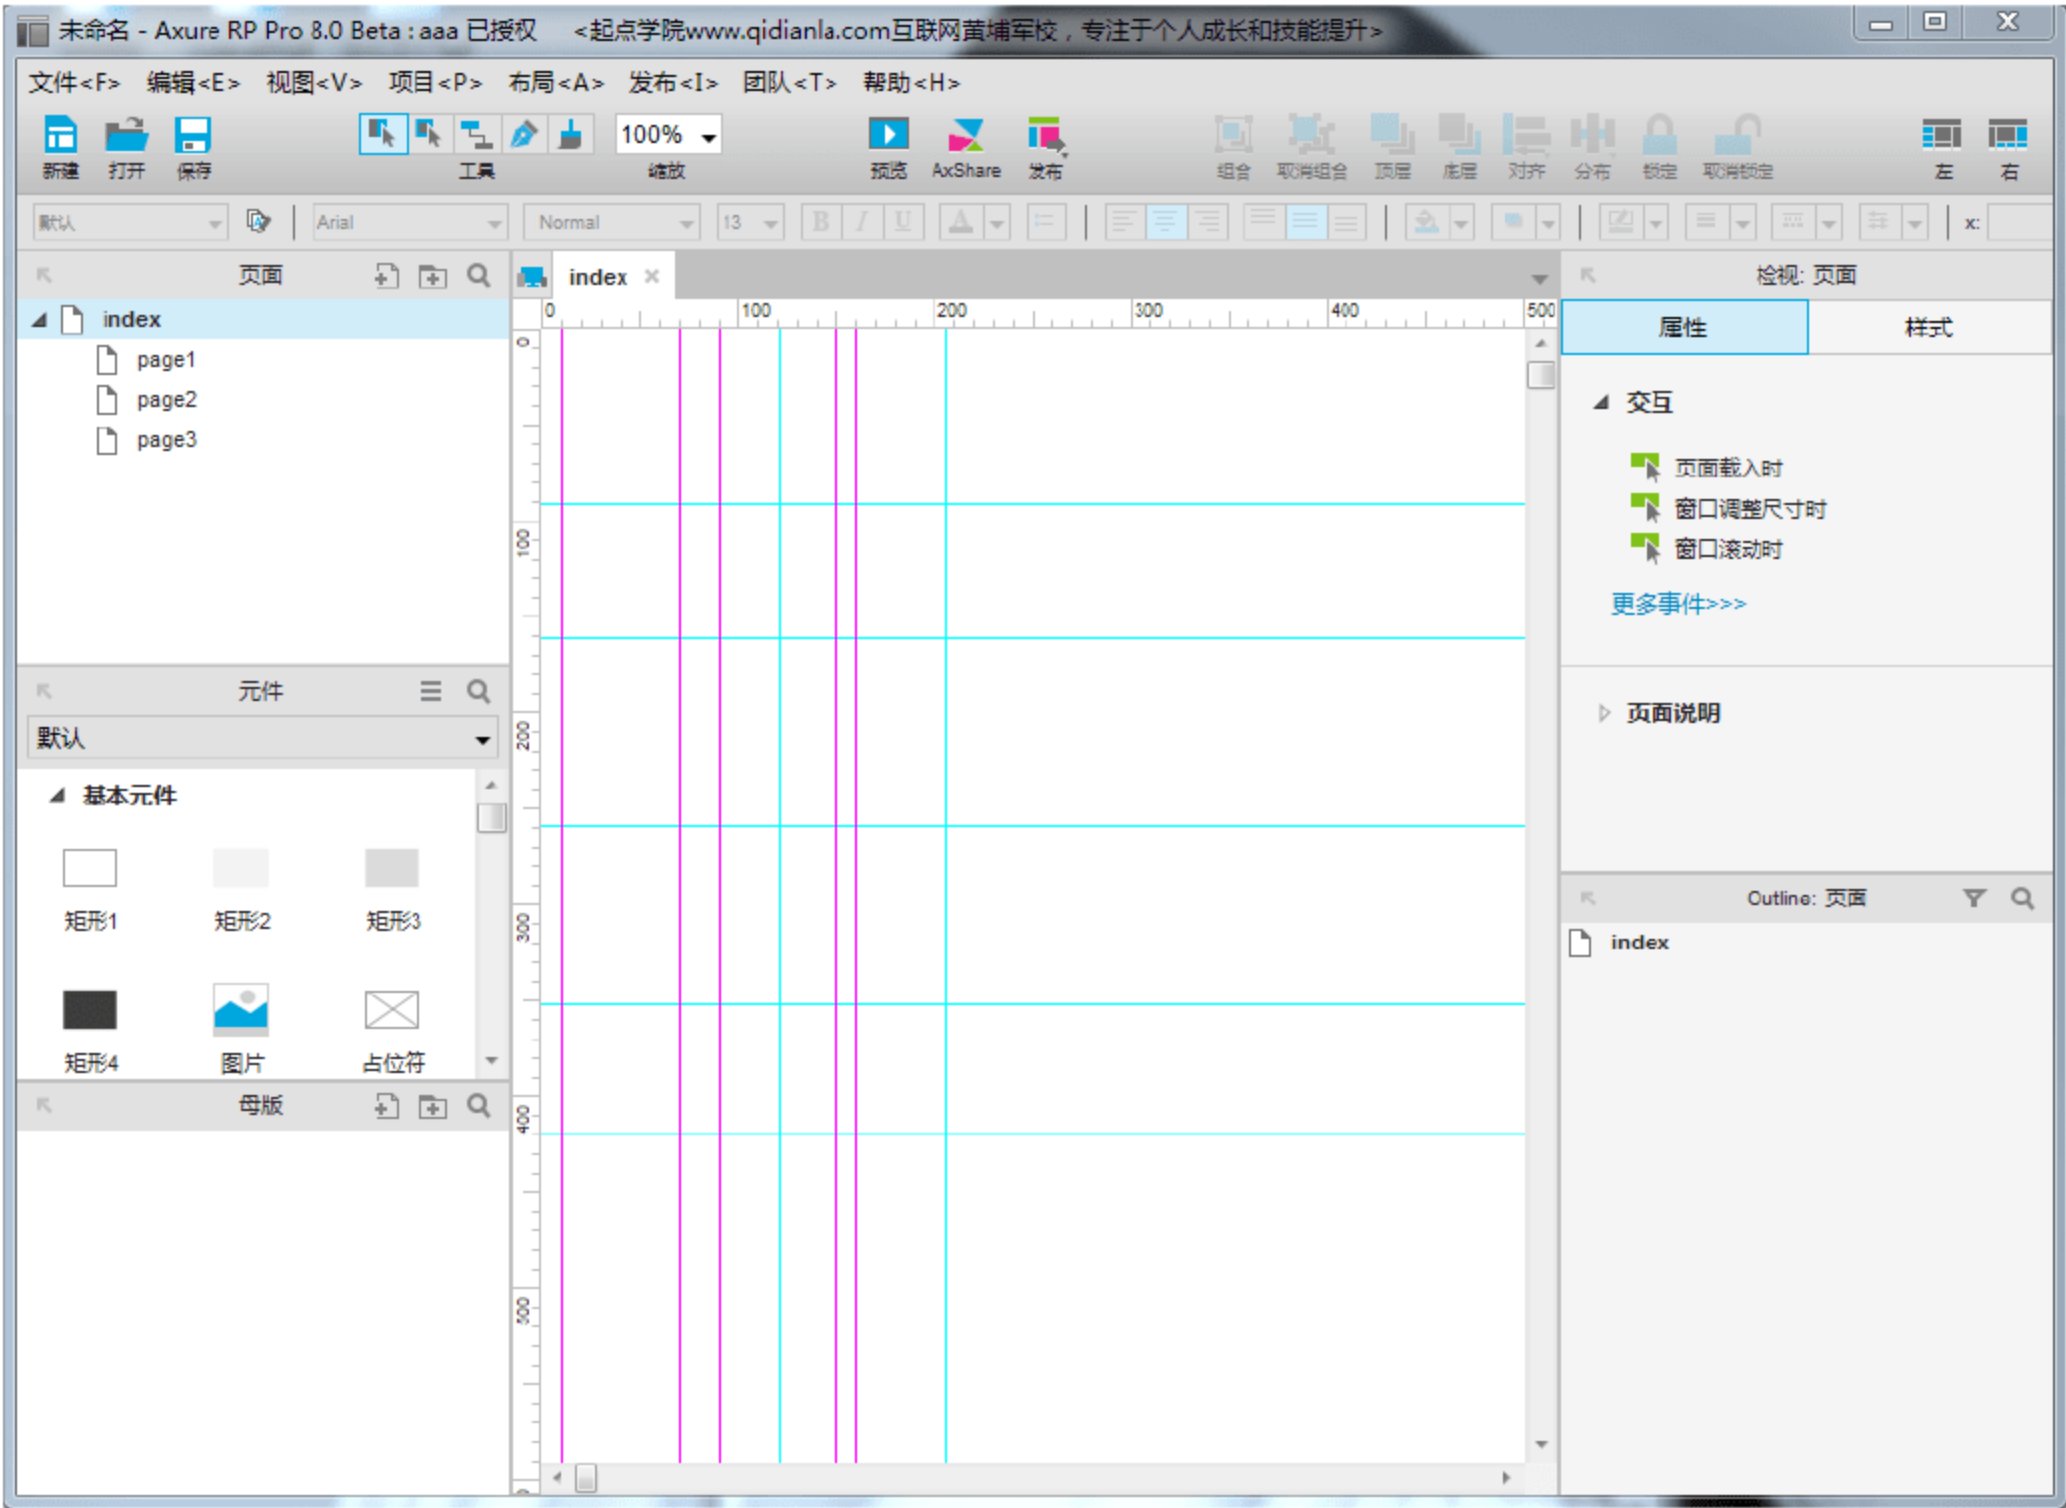 未命名 - Axure RP Pro 8.0 Beta : aaa 已授权 <起点学院www.qidianla.com互联网黄埔军校，专注于个人成长和技能提升>
文件<F> 编辑<E> 视图<V> 项目<P> 布局<A> 发布<I> 团队<T> 帮助<H>
100%
新建 打开 保存 工具 缩放 预览 AxShare 发布 组合 取消组合 顶层 底层 对齐 分布 锁定 取消锁定 左 右
默认 Arial Normal 13 B I U A x:
页面 index 检视: 页面
0 100 200 300 400 500
属性 样式
index
page1
page2
page3
0
100
200
300
400
500
交互
页面载入时
窗口调整尺寸时
窗口滚动时
更多事件>>>
页面说明
元件
默认
基本元件
矩形1 矩形2 矩形3
矩形4 图片 占位符
母版
Outline: 页面
index